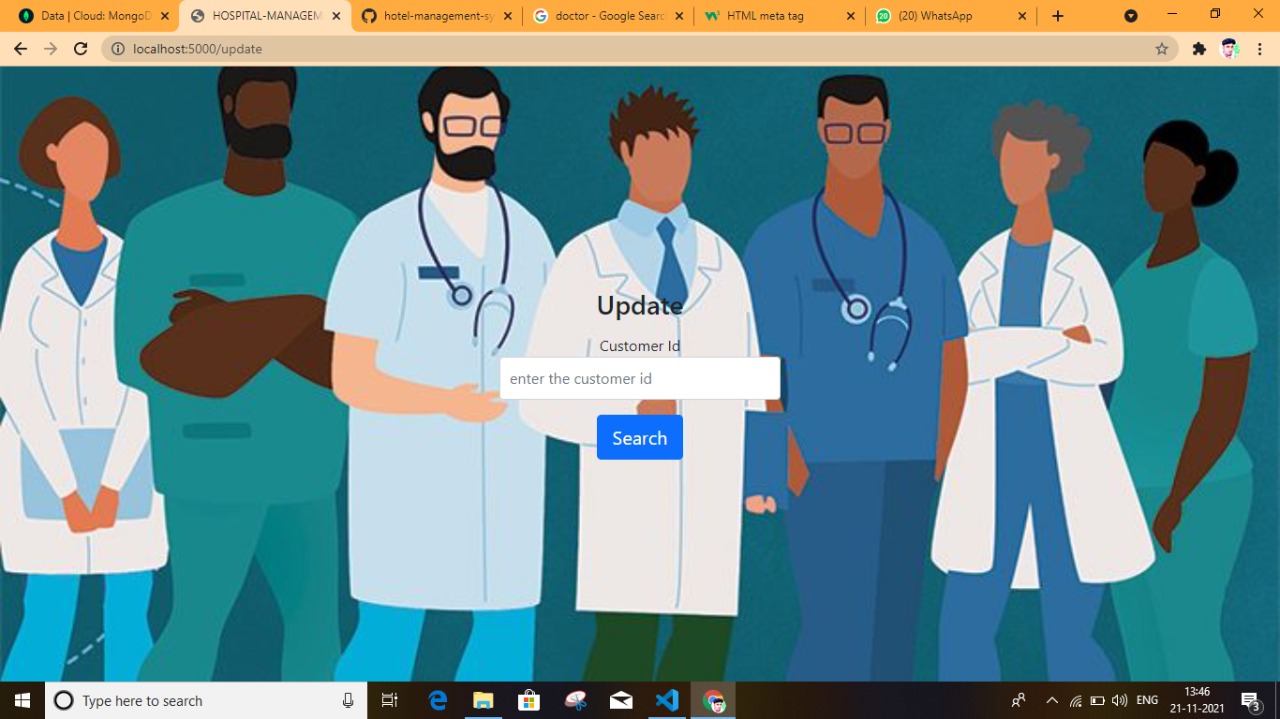 Data | Cloud: MongoD
HOSPITAL-MANAGEM
hotel-management-sy
doctor - Google Searc
HTML meta tag
20
(20) WhatsApp
localhost:5000/update
Update
Customer Id
enter the customer id
Search
Type here to search
ENG
13:46
21-11-2021
3